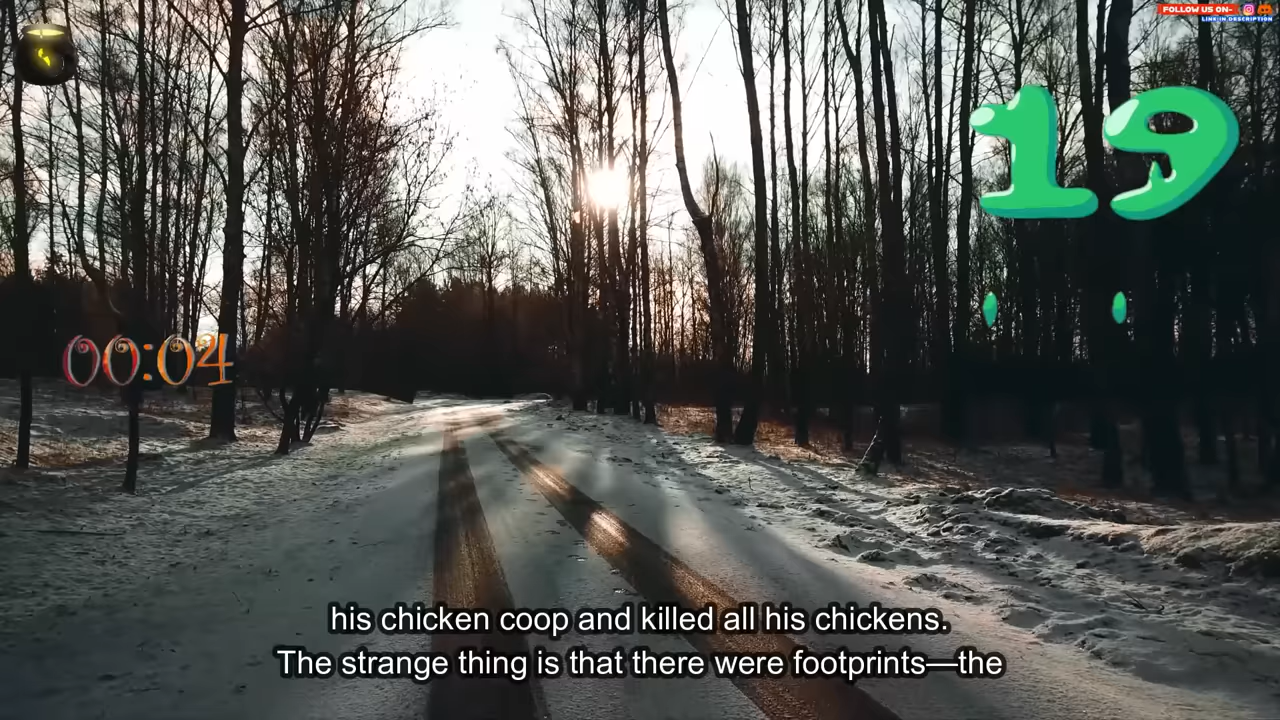 FOLLOW US ON-
LINK IN DESCRIPTION
19
00:04
his chicken coop and killed all his chickens.
The strange thing is that there were footprints—the